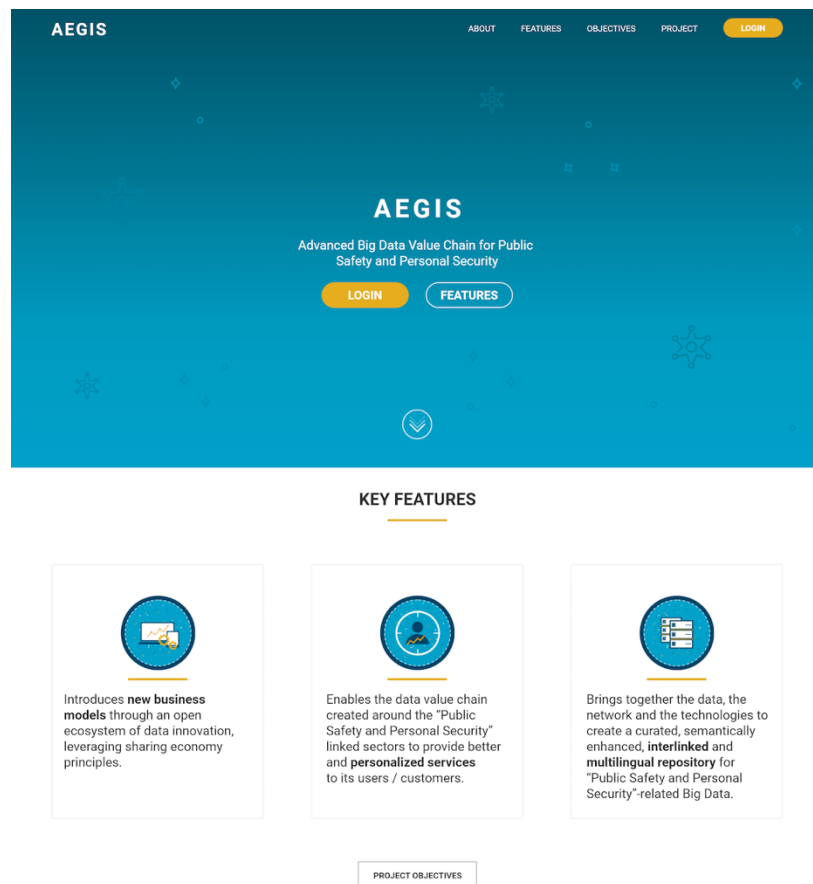 AEGIS
ABOUT FEATURES OBJECTIVES PROJECT LOGIN
AEGIS
Advanced Big Data Value Chain for Public
Safety and Personal Security
LOGIN FEATURES
KEY FEATURES
Introduces new business
models through an open
ecosystem of data innovation,
leveraging sharing economy
principles.
Enables the data value chain
created around the “Public
Safety and Personal Security”
linked sectors to provide better
and personalized services
to its users / customers.
Brings together the data, the
network and the technologies to
create a curated, semantically
enhanced, interlinked and
multilingual repository for
“Public Safety and Personal
Security”-related Big Data.
PROJECT OBJECTIVES